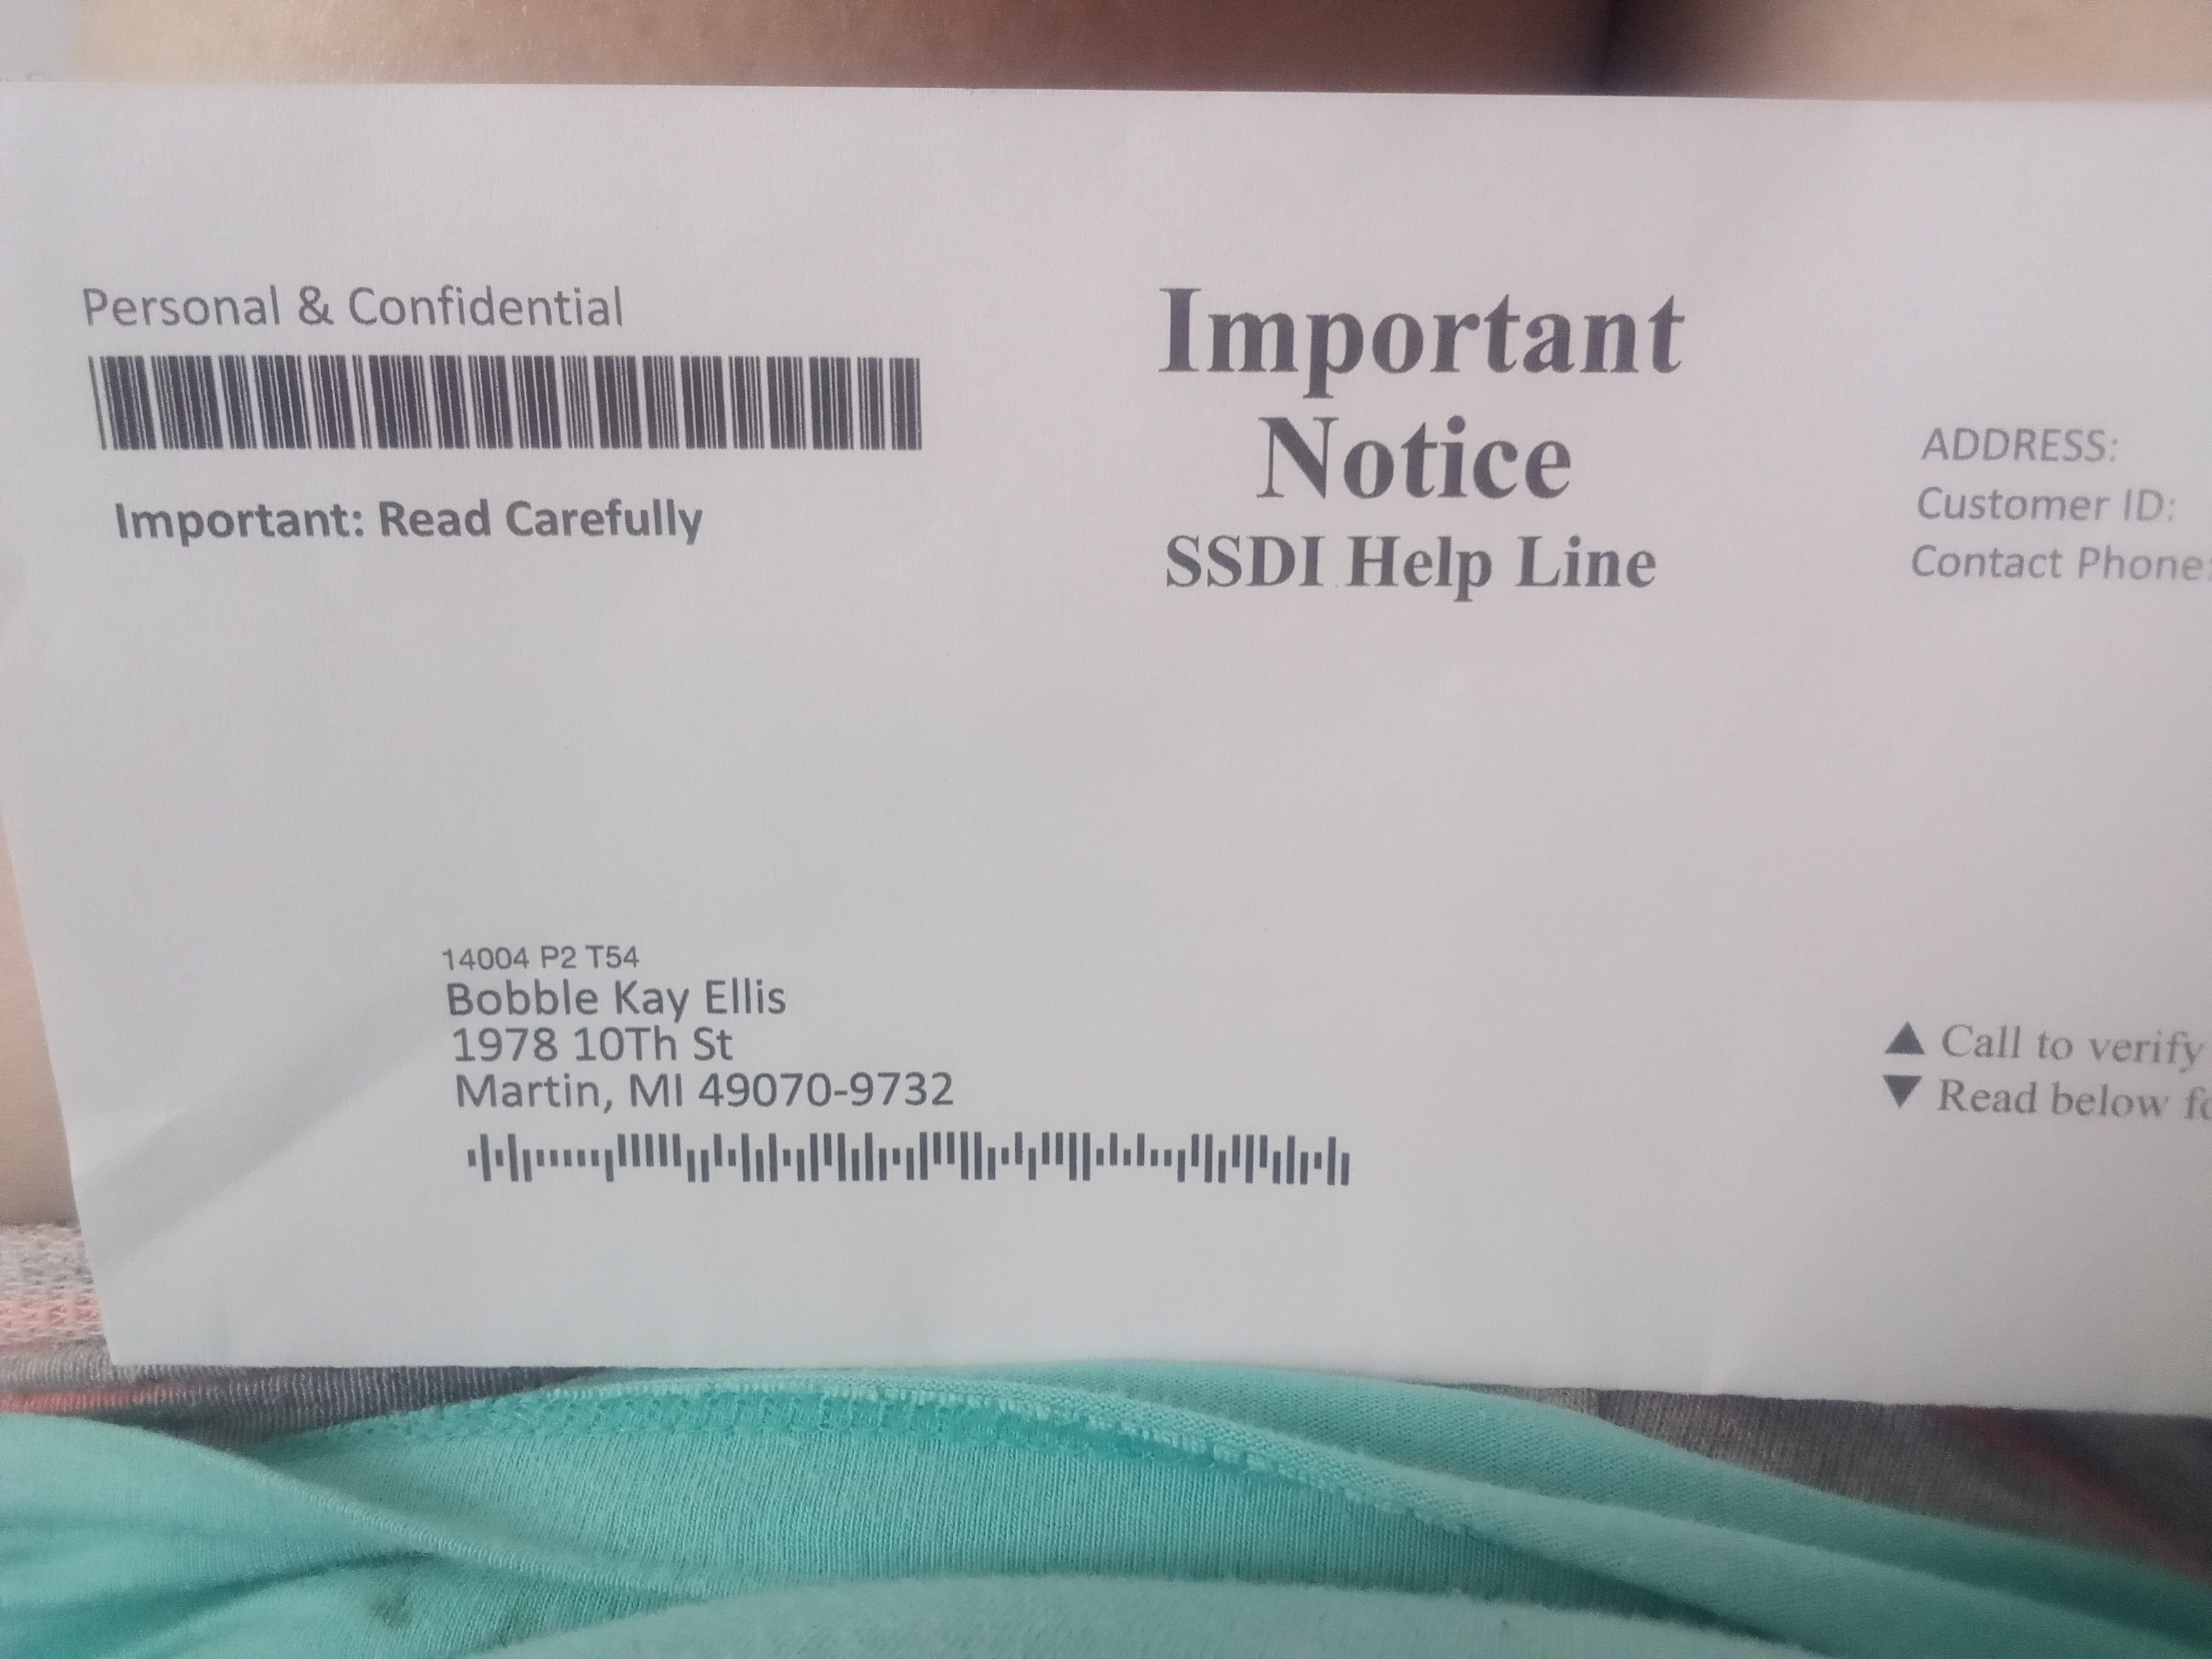 Personal & Confidential
Important: Read Carefully
Important
Notice
SSDI Help Line
ADDRESS:
Customer ID:
Contact Phone:
14004 P2 T54
Bobble Kay Ellis
1978 10Th St
Martin, MI 49070-9732
▲ Call to verify
▼ Read below